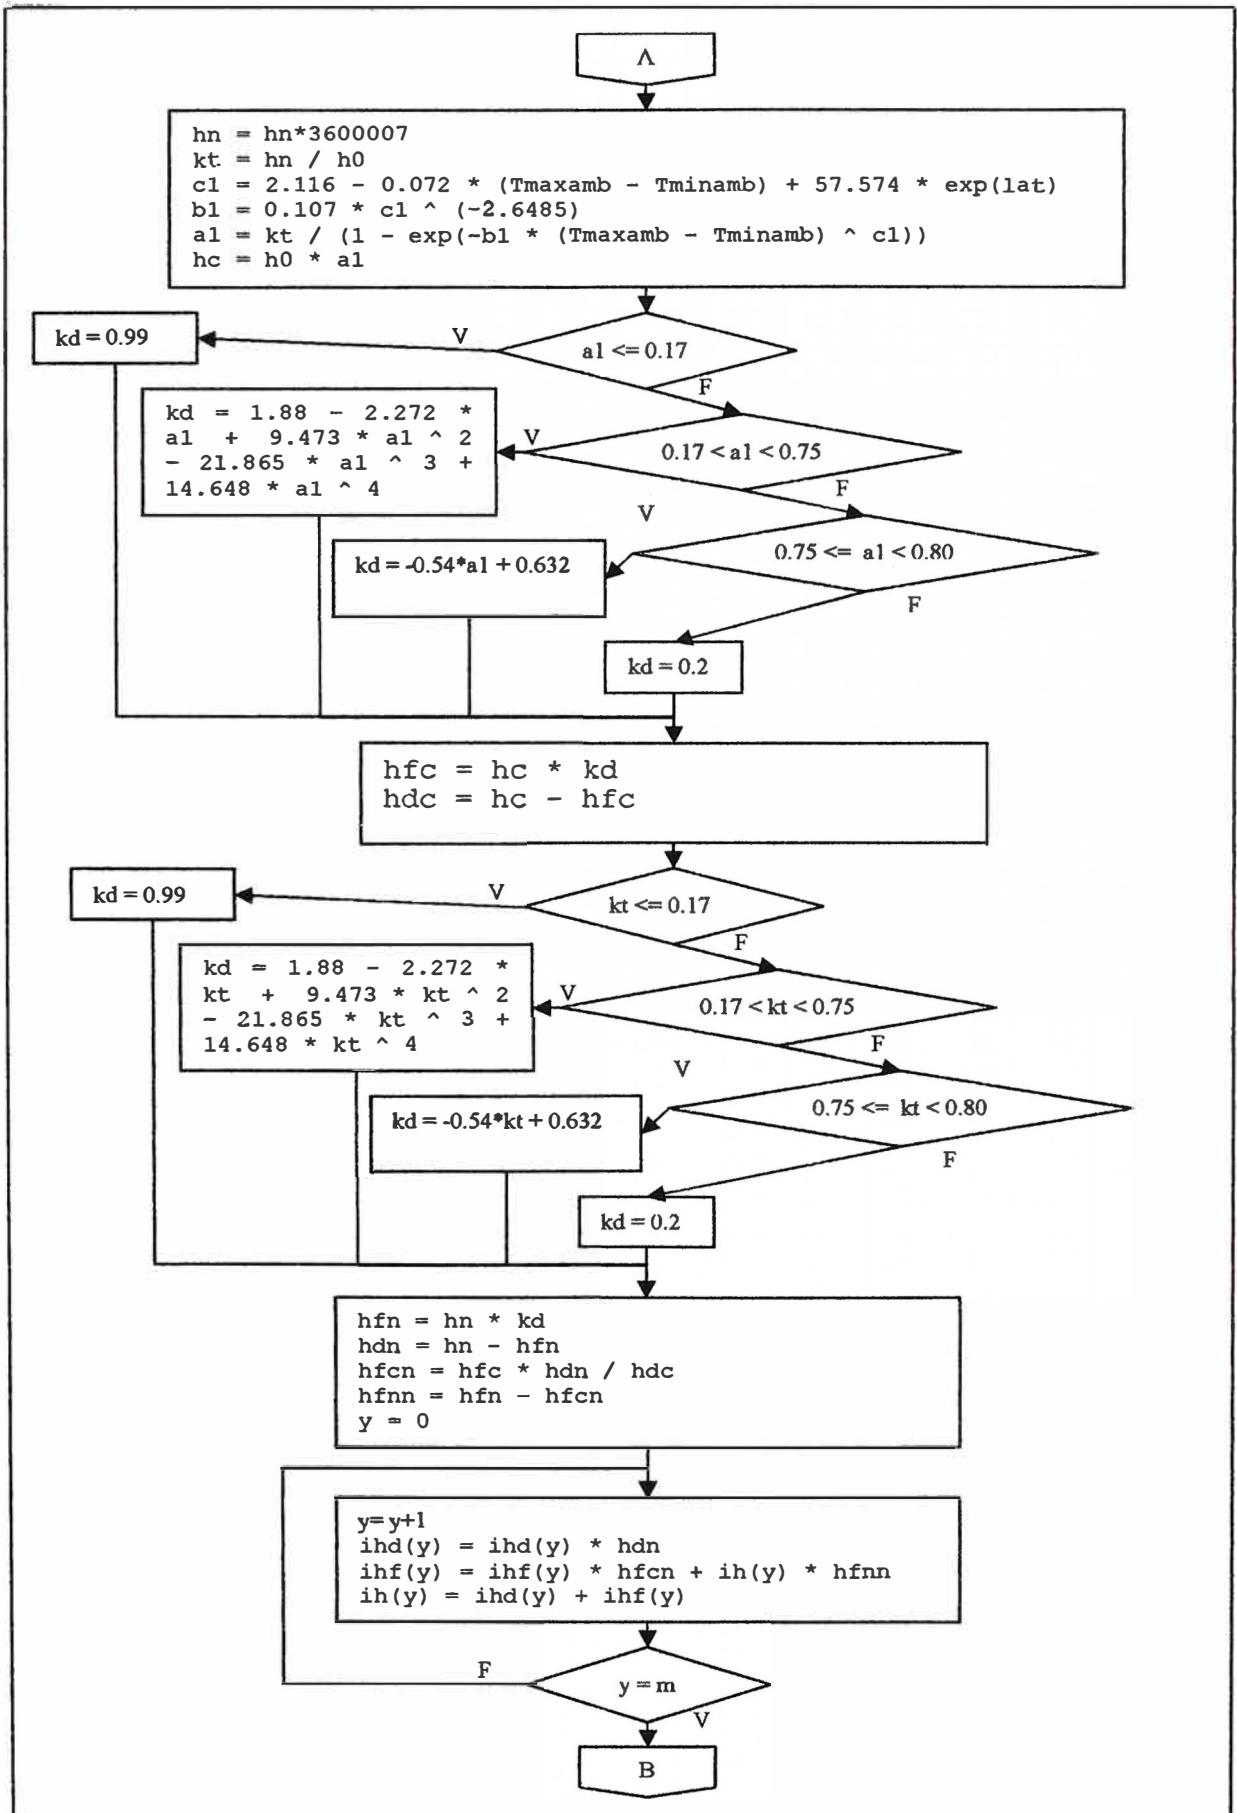 A
hn = hn*3600007
kt = hn / h0
c1 = 2.116 - 0.072 * (Tmaxamb - Tminamb) + 57.574 * exp(lat)
b1 = 0.107 * c1 ^ (-2.6485)
a1 = kt / (1 - exp(-b1 * (Tmaxamb - Tminamb) ^ c1))
hc = h0 * a1
kd = 0.99
V
a1 <= 0.17
F
kd = 1.88 - 2.272 *
a1 + 9.473 * a1 ^ 2
- 21.865 * a1 ^ 3 +
14.648 * a1 ^ 4
V
0.17 < a1 < 0.75
F
V
kd = -0.54*a1 + 0.632
0.75 <= a1 < 0.80
F
kd = 0.2
hfc = hc * kd
hdc = hc - hfc
kd = 0.99
V
kt <= 0.17
F
kd = 1.88 - 2.272 *
kt + 9.473 * kt ^ 2
- 21.865 * kt ^ 3 +
14.648 * kt ^ 4
V
0.17 < kt < 0.75
F
V
kd = -0.54*kt + 0.632
0.75 <= kt < 0.80
F
kd = 0.2
hfn = hn * kd
hdn = hn - hfn
hfcn = hfc * hdn / hdc
hfnn = hfn - hfcn
y = 0
y= y+1
ihd(y) = ihd(y) * hdn
ihf(y) = ihf(y) * hfcn + ih(y) * hfnn
ih(y) = ihd(y) + ihf(y)
F
y = m
V
B